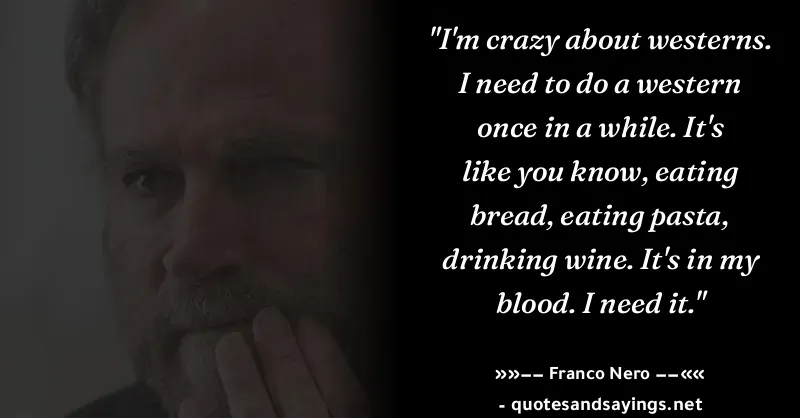 "I'm crazy about westerns.
I need to do a western
once in a while. It's
like you know, eating
bread, eating pasta,
drinking wine. It's in my
blood. I need it."
»»–– Franco Nero ––««
- quotesandsayings.net